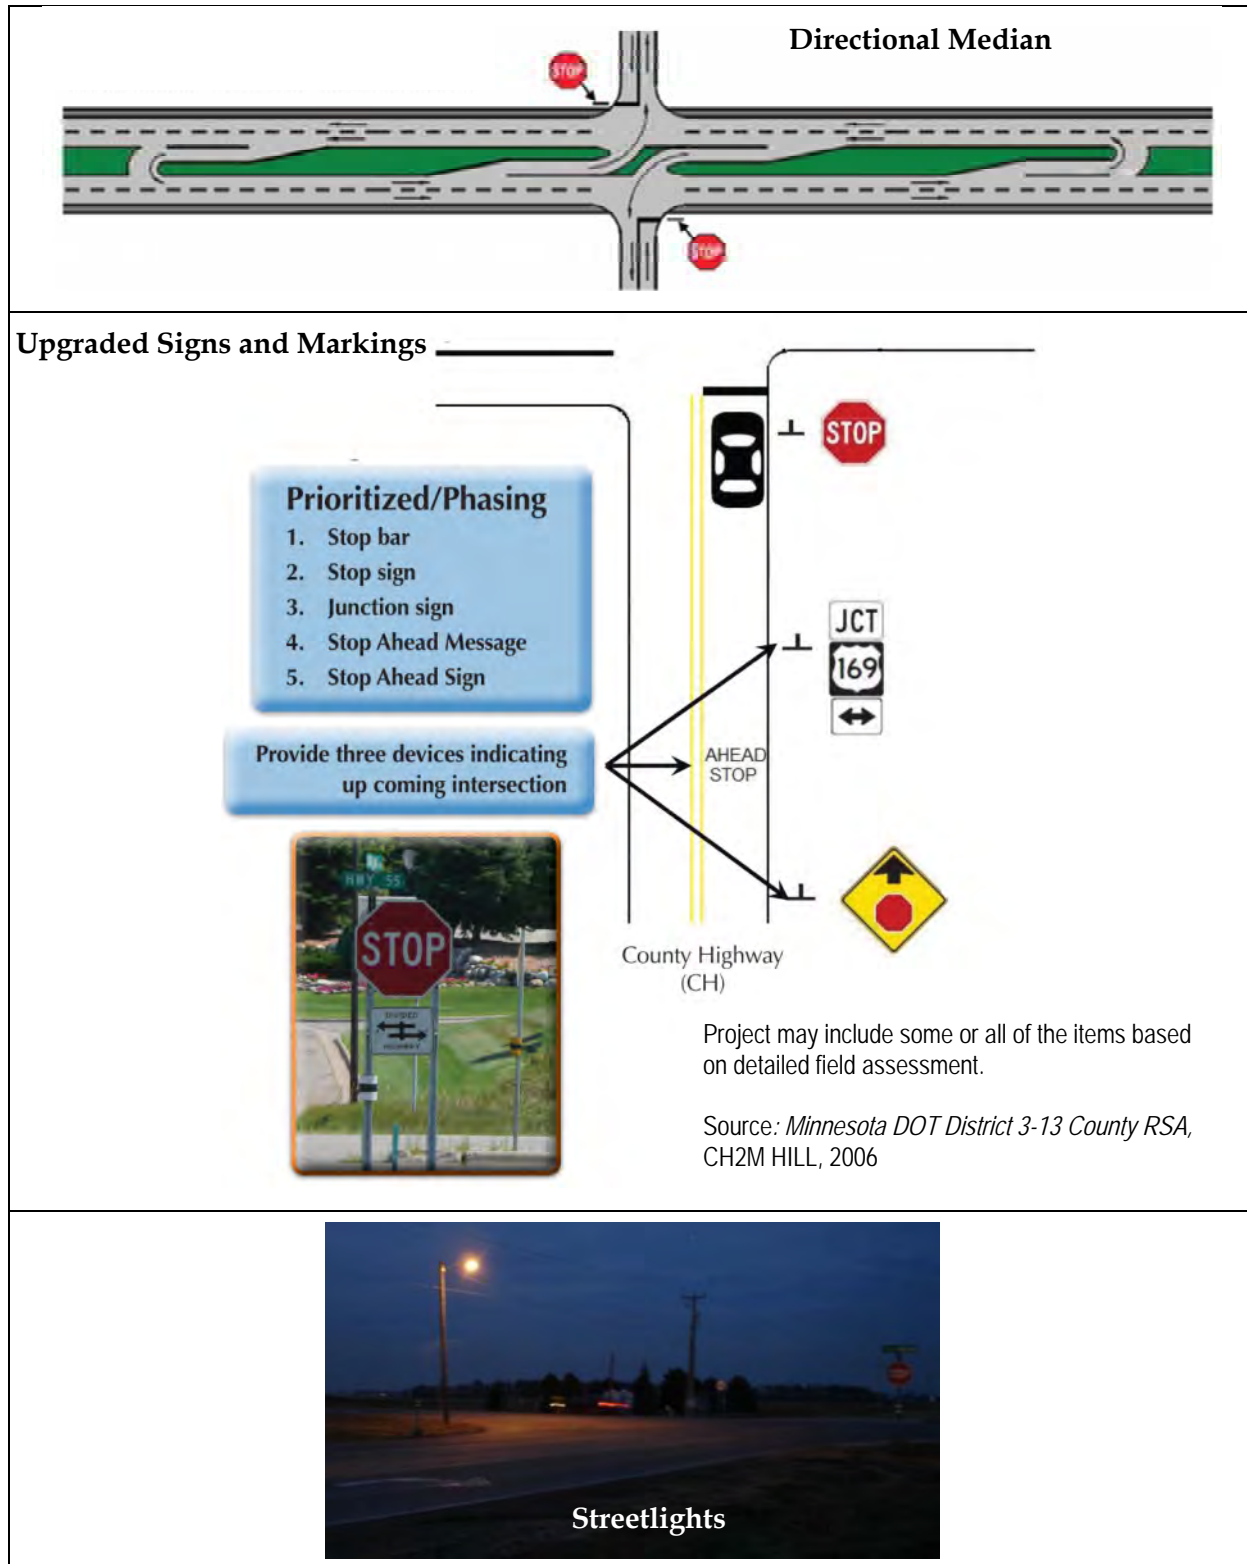 Directional Median
STOP
STOP
Upgraded Signs and Markings
STOP
Prioritized/Phasing
1. Stop bar
2. Stop sign
3. Junction sign
4. Stop Ahead Message
5. Stop Ahead Sign
JCT
169
Provide three devices indicating
up coming intersection
AHEAD
STOP
HWY 55
STOP
DIVIDED
HIGHWAY
County Highway
(CH)
Project may include some or all of the items based
on detailed field assessment.
Source: Minnesota DOT District 3-13 County RSA,
CH2M HILL, 2006
Streetlights